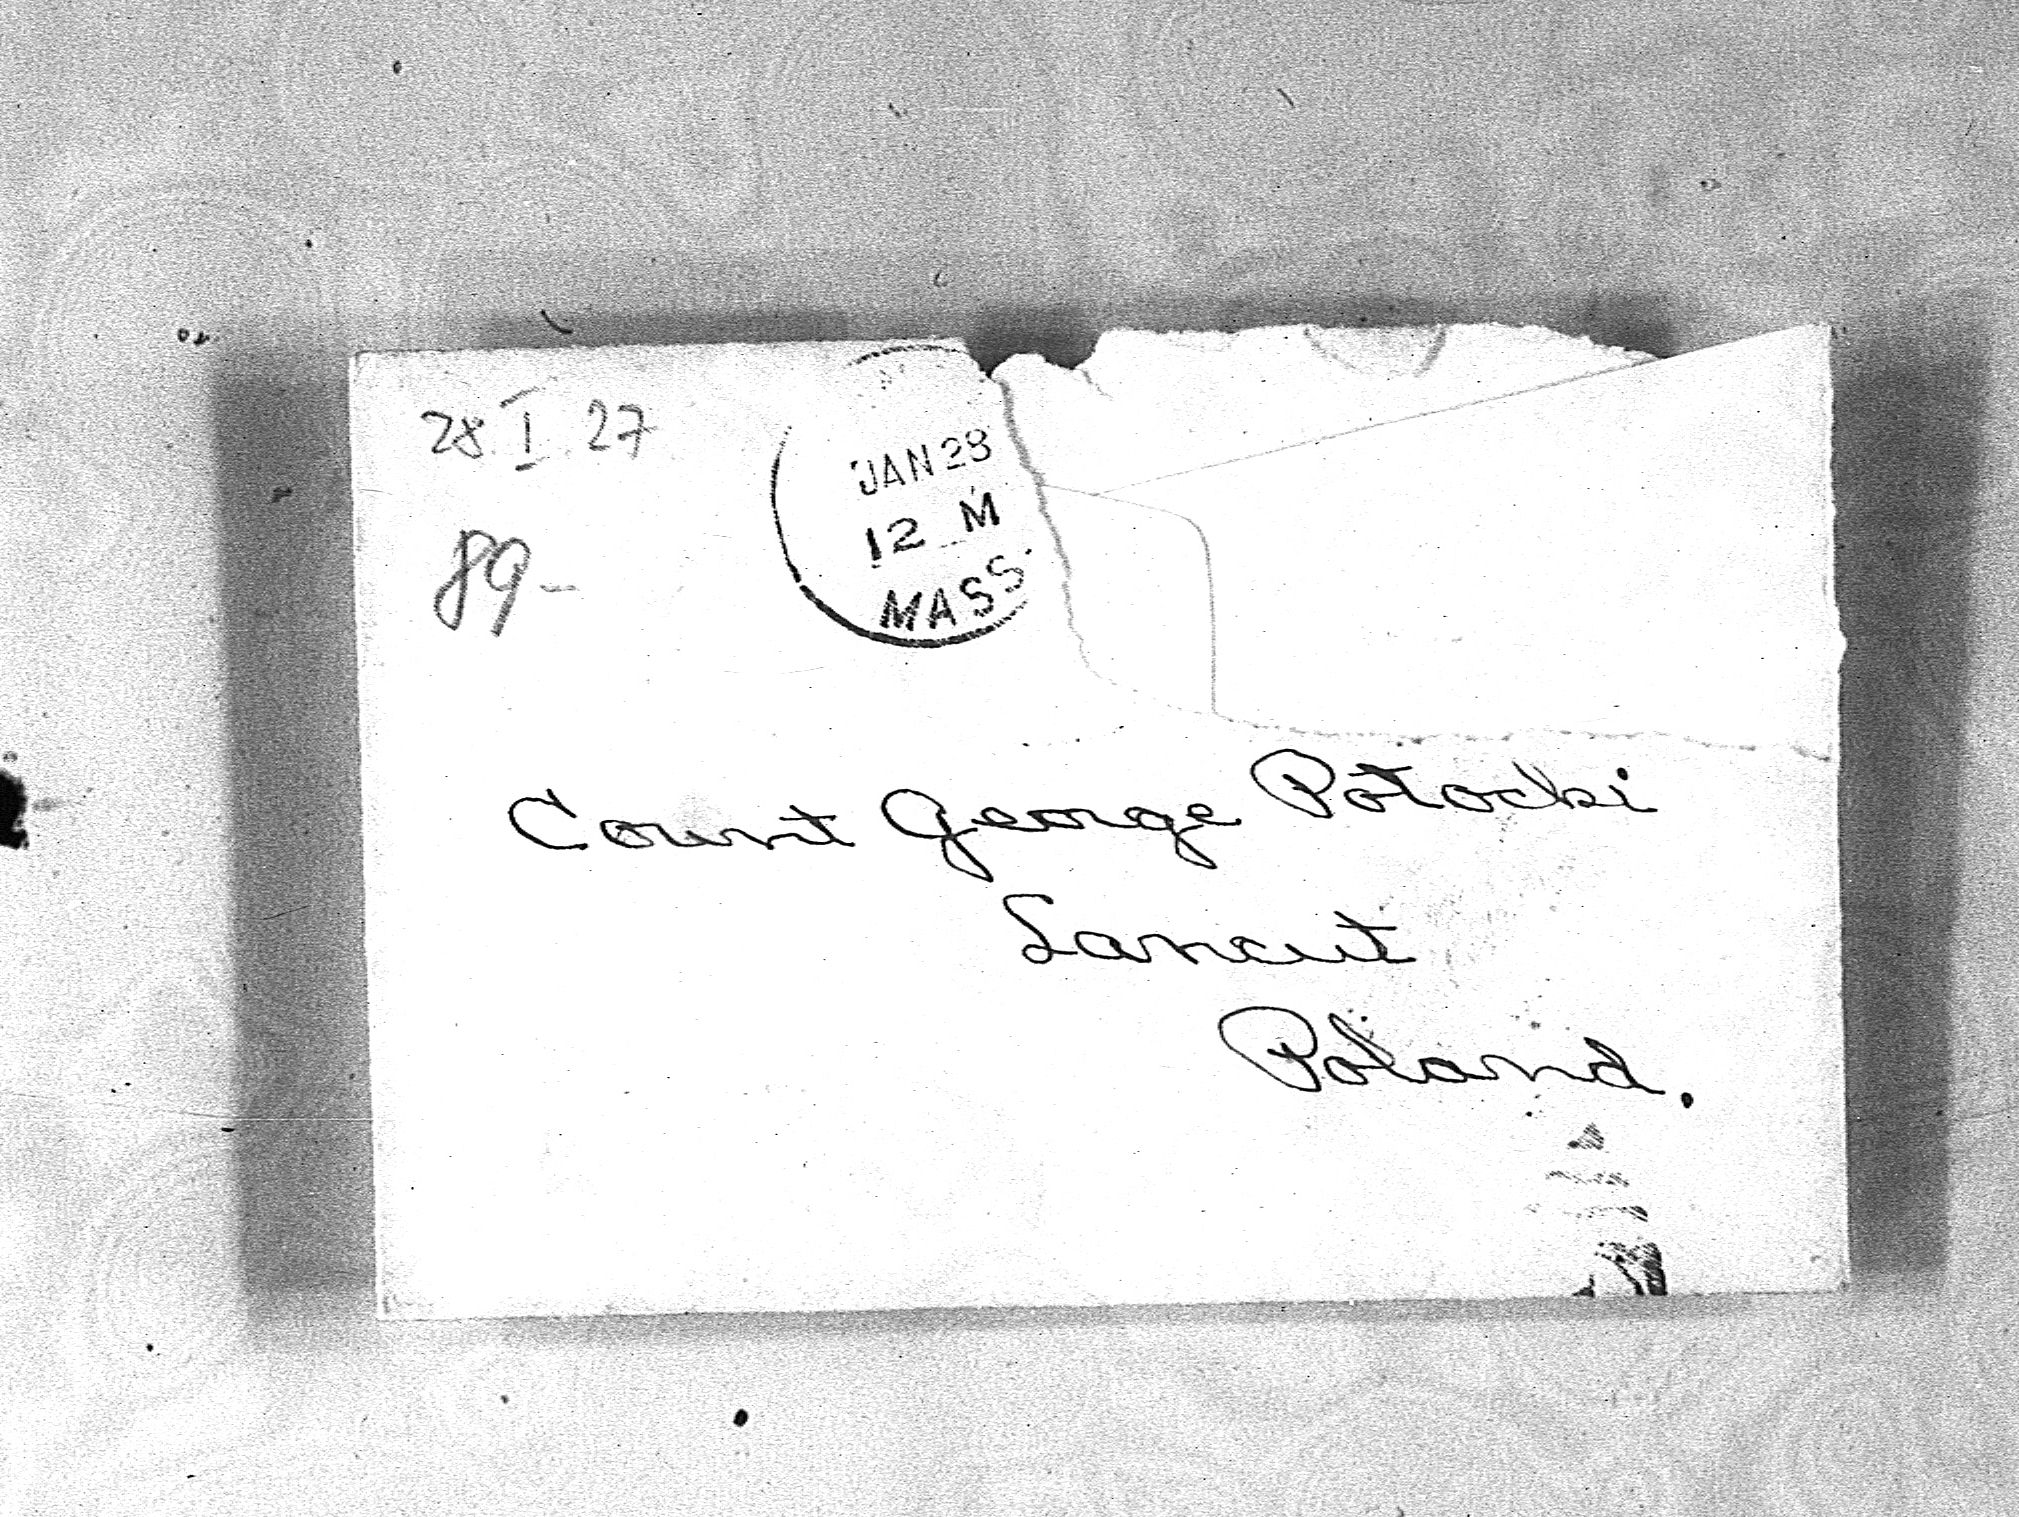 28.I.27
89-
JAN 28
12 M
MASS.
Count George Potocki
Lancut
Poland.